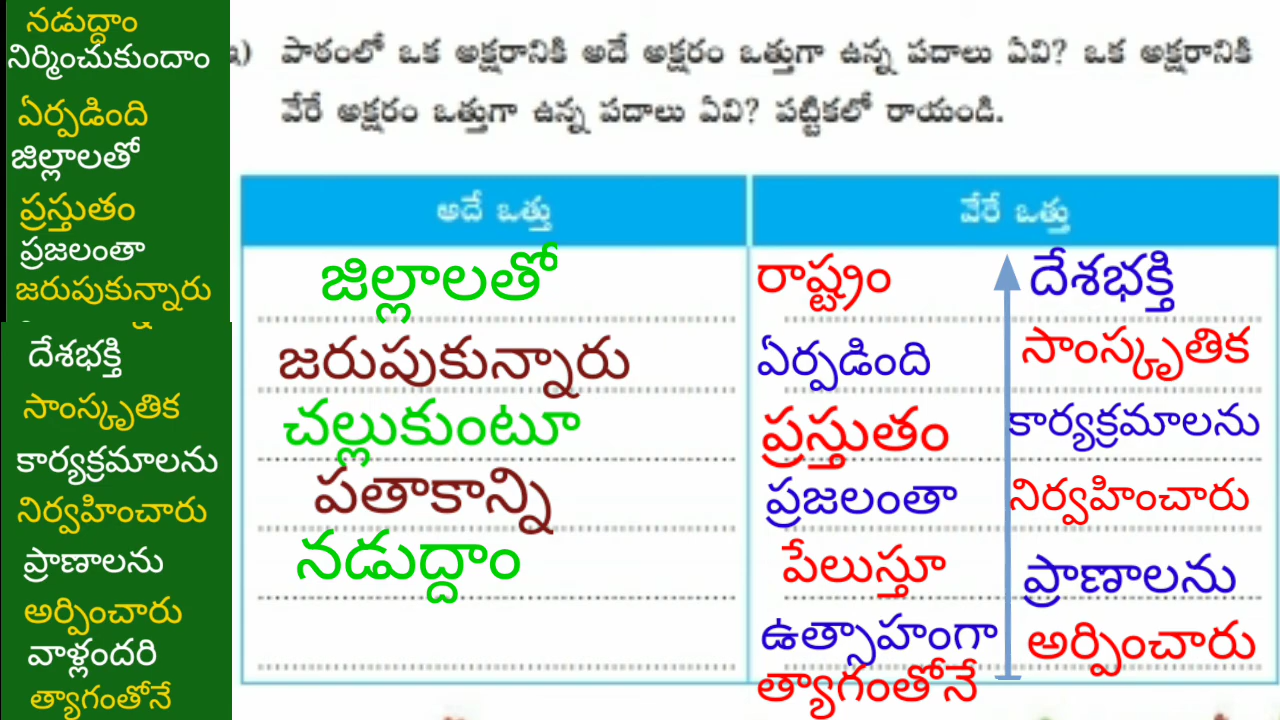 నడుద్దాం
నిర్మించుకుందాం
ఏర్పడింది
జిల్లాలతో
ప్రస్తుతం
ప్రజలంతా
జరుపుకున్నారు
దేశభక్తి
సాంస్కృతిక
కార్యక్రమాలను
నిర్వహించారు
ప్రాణాలను
అర్పించారు
వాళ్లందరి
త్యాగంతోనే
పాఠంలో ఒక అక్షరానికి అదే అక్షరం ఒత్తుగా ఉన్న పదాలు ఏవి? ఒక అక్షరానికి
వేరే అక్షరం ఒత్తుగా ఉన్న పదాలు ఏవి? పట్టికలో రాయండి.
అదే ఒత్తు
జిల్లాలతో
జరుపుకున్నారు
చల్లుకుంటూ
పతాకాన్ని
నడుద్దాం
వేరే ఒత్తు
రాష్ట్రం
ఏర్పడింది
ప్రస్తుతం
ప్రజలంతా
పేలుస్తూ
ఉత్సాహంగా
త్యాగంతోనే
దేశభక్తి
సాంస్కృతిక
కార్యక్రమాలను
నిర్వహించారు
ప్రాణాలను
అర్పించారు